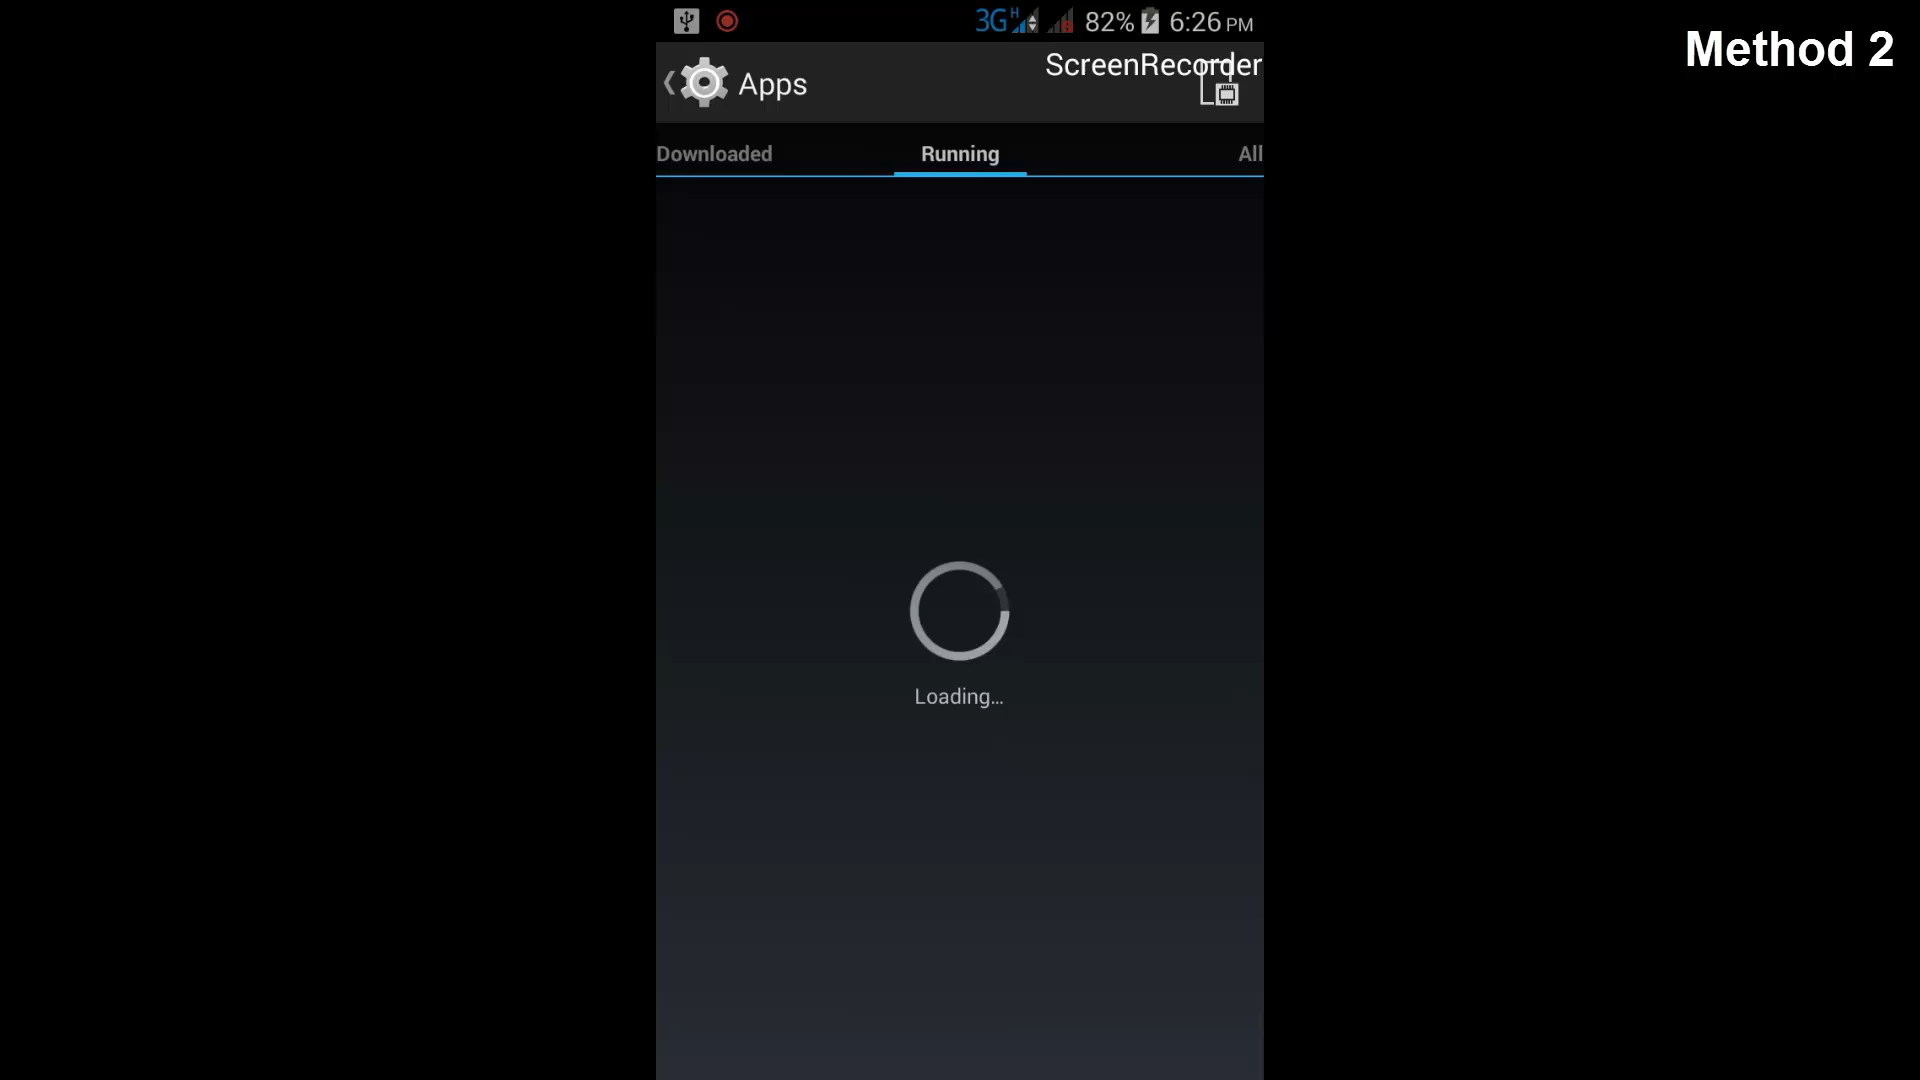 3G H 82% 6:26 PM
Method 2
ScreenRecorder
Apps
Downloaded Running All
Loading...